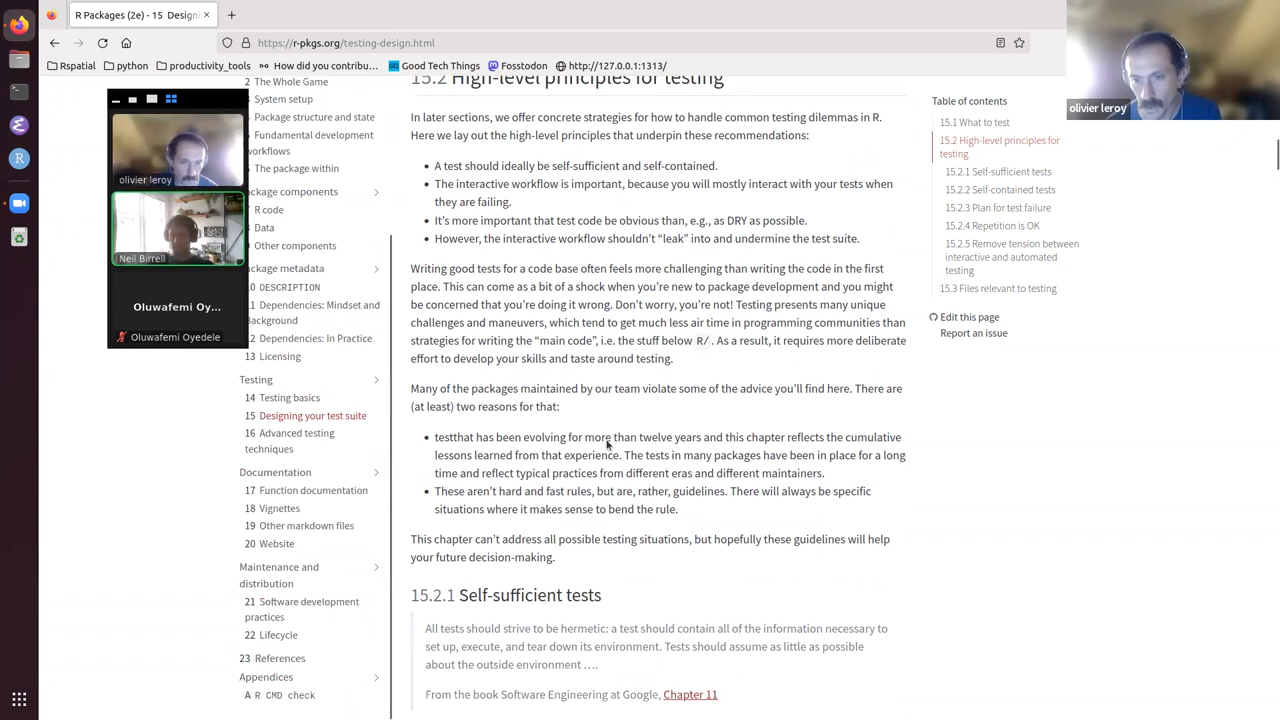 R Packages (2e) - 15 Designi
https://r-pkgs.org/testing-design.html
Rspatial
python
productivity_tools
How did you contribu...
Good Tech Things
Fosstodon
http://127.0.0.1:1313/
olivier leroy
olivier leroy
Neil Birrell
Oluwafemi Oy...
Oluwafemi Oyedele
2 The Whole Game
3 System setup
Package structure and state
Fundamental development
workflows
The package within
ackage components
R code
Data
Other components
ackage metadata
10 DESCRIPTION
11 Dependencies: Mindset and
Background
12 Dependencies: In Practice
13 Licensing
Testing
14 Testing basics
15 Designing your test suite
16 Advanced testing
techniques
Documentation
17 Function documentation
18 Vignettes
19 Other markdown files
20 Website
Maintenance and
distribution
21 Software development
practices
22 Lifecycle
23 References
Appendices
A R CMD check
15.2 High-level principles for testing
In later sections, we offer concrete strategies for how to handle common testing dilemmas in R.
Here we lay out the high-level principles that underpin these recommendations:
• A test should ideally be self-sufficient and self-contained.
• The interactive workflow is important, because you will mostly interact with your tests when
they are failing.
• It's more important that test code be obvious than, e.g., as DRY as possible.
• However, the interactive workflow shouldn't “leak” into and undermine the test suite.
Writing good tests for a code base often feels more challenging than writing the code in the first
place. This can come as a bit of a shock when you're new to package development and you might
be concerned that you're doing it wrong. Don't worry, you're not! Testing presents many unique
challenges and maneuvers, which tend to get much less air time in programming communities than
strategies for writing the “main code”, i.e. the stuff below R/. As a result, it requires more deliberate
effort to develop your skills and taste around testing.
Many of the packages maintained by our team violate some of the advice you'll find here. There are
(at least) two reasons for that:
• testthat has been evolving for more than twelve years and this chapter reflects the cumulative
lessons learned from that experience. The tests in many packages have been in place for a long
time and reflect typical practices from different eras and different maintainers.
• These aren't hard and fast rules, but are, rather, guidelines. There will always be specific
situations where it makes sense to bend the rule.
This chapter can't address all possible testing situations, but hopefully these guidelines will help
your future decision-making.
15.2.1 Self-sufficient tests
All tests should strive to be hermetic: a test should contain all of the information necessary to
set up, execute, and tear down its environment. Tests should assume as little as possible
about the outside environment ….
From the book Software Engineering at Google, Chapter 11
Table of contents
15.1 What to test
15.2 High-level principles for
testing
15.2.1 Self-sufficient tests
15.2.2 Self-contained tests
15.2.3 Plan for test failure
15.2.4 Repetition is OK
15.2.5 Remove tension between
interactive and automated
testing
15.3 Files relevant to testing
Edit this page
Report an issue